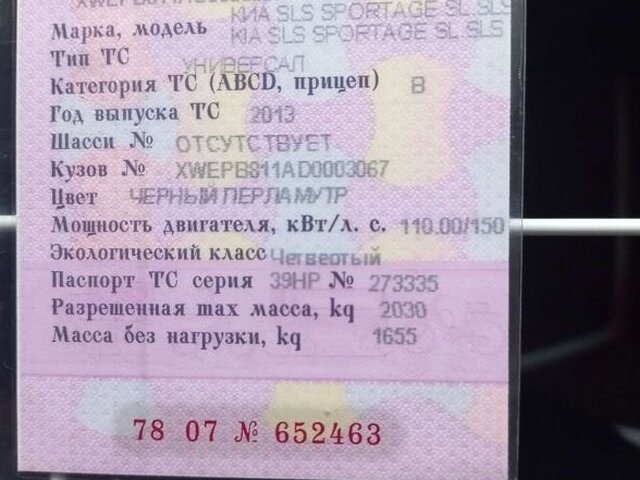 КИА SLS SPORTAGE SL SLS
Марка, модель KIA SLS SPORTAGE SL SLS
Тип ТС УНИВЕРСАЛ
Категория ТС (ABCD, прицеп) B
Год выпуска ТС 2013
Шасси № ОТСУТСТВУЕТ
Кузов № XWEPB811AD0003067
Цвет ЧЕРНЫЙ ПЕРЛАМУТР
Мощность двигателя, кВт/л. с. 110.00/150
Экологический класс Четвертый
Паспорт ТС серия 39НР № 273335
Разрешенная max масса, kg 2030
Масса без нагрузки, kg 1655
78 07 № 652463